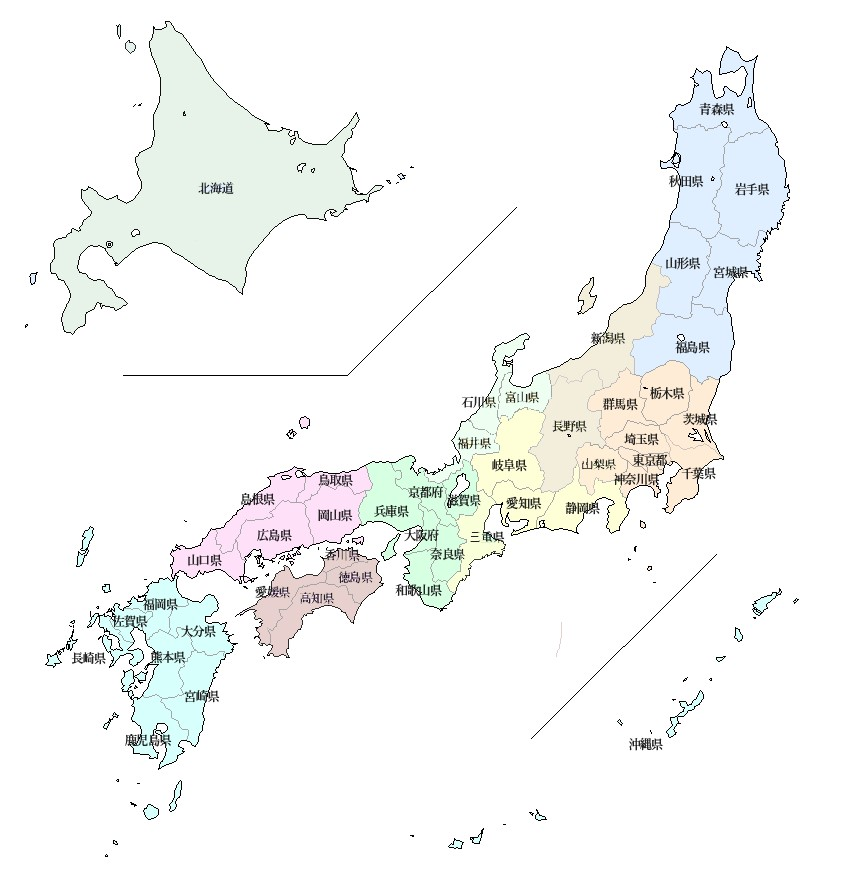 青森県
秋田県
岩手県
北海道
山形県
宮城県
新潟県
福島県
栃木県
富山県
石川県
群馬県
茨城県
長野県
埼玉県
福井県
東京都
岐阜県
山梨県
千葉県
神奈川県
鳥取県
京都府
島根県
滋賀県
愛知県
静岡県
兵庫県
岡山県
広島県
大阪府
三重県
奈良県
香川県
山口県
徳島県
愛媛県
高知県
和歌山県
福岡県
佐賀県
大分県
長崎県
熊本県
宮崎県
鹿児島県
沖縄県